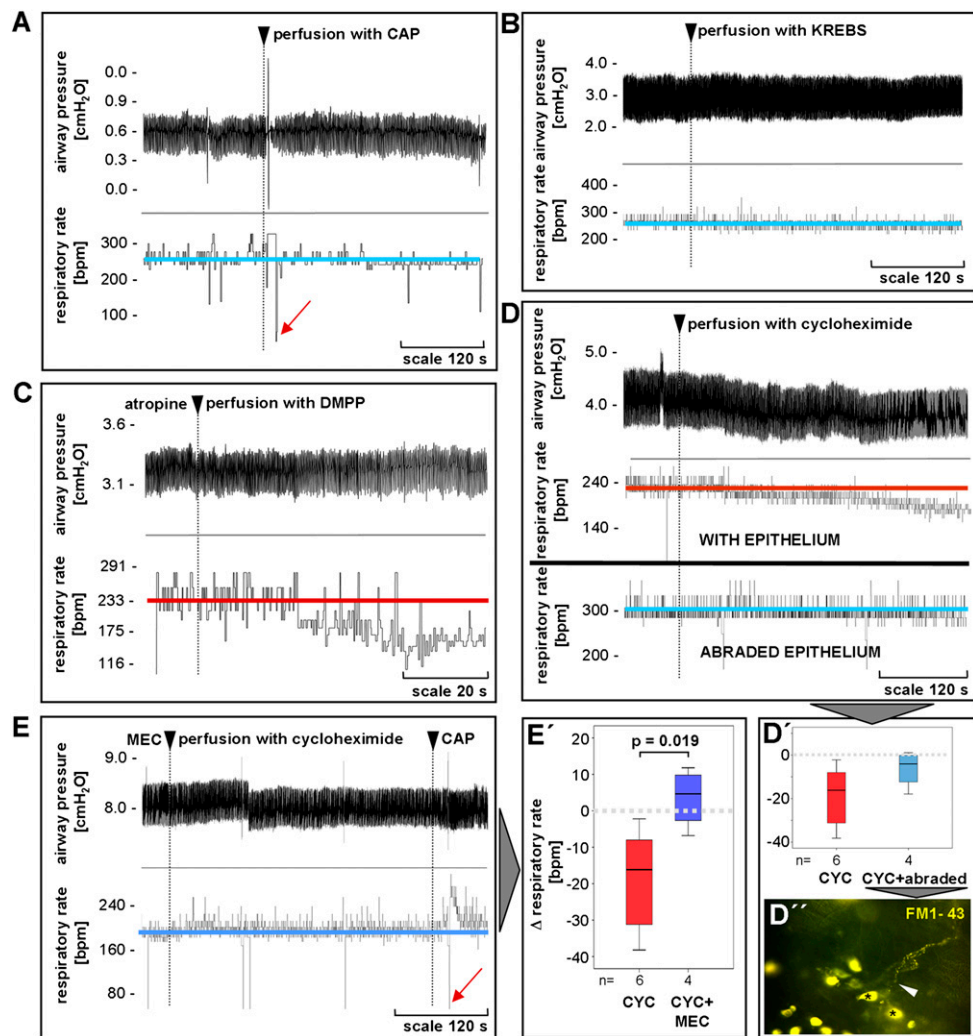 A
perfusion with CAP
airway pressure
[cmH2O]
0.0 -
0.9 -
0.6 -
0.3 -
0.0 -
respiratory rate
[bpm]
300 -
200 -
100 -
scale 120 s
B
perfusion with KREBS
airway pressure
[cmH2O]
4.0 -
3.0 -
2.0 -
respiratory rate
[bpm]
400 -
300 -
200 -
scale 120 s
C
atropine
perfusion with DMPP
airway pressure
[cmH2O]
3.6 -
3.1 -
respiratory rate
[bpm]
291 -
233 -
175 -
116 -
scale 20 s
D
perfusion with cycloheximide
airway pressure
[cmH2O]
5.0 -
4.0 -
respiratory rate
[bpm]
240 -
140 -
WITH EPITHELIUM
respiratory rate
[bpm]
300 -
200 -
ABRADED EPITHELIUM
scale 120 s
E
MEC
perfusion with cycloheximide
CAP
airway pressure
[cmH2O]
9.0 -
8.0 -
respiratory rate
[bpm]
240 -
160 -
80 -
scale 120 s
E´
p = 0.019
Δ respiratory rate
[bpm]
20
10
0
-10
-20
-30
-40
n= 6 4
CYC CYC+
MEC
D´
0
-20
-40
n= 6 4
CYC CYC+abraded
D´´
FM1- 43
* *